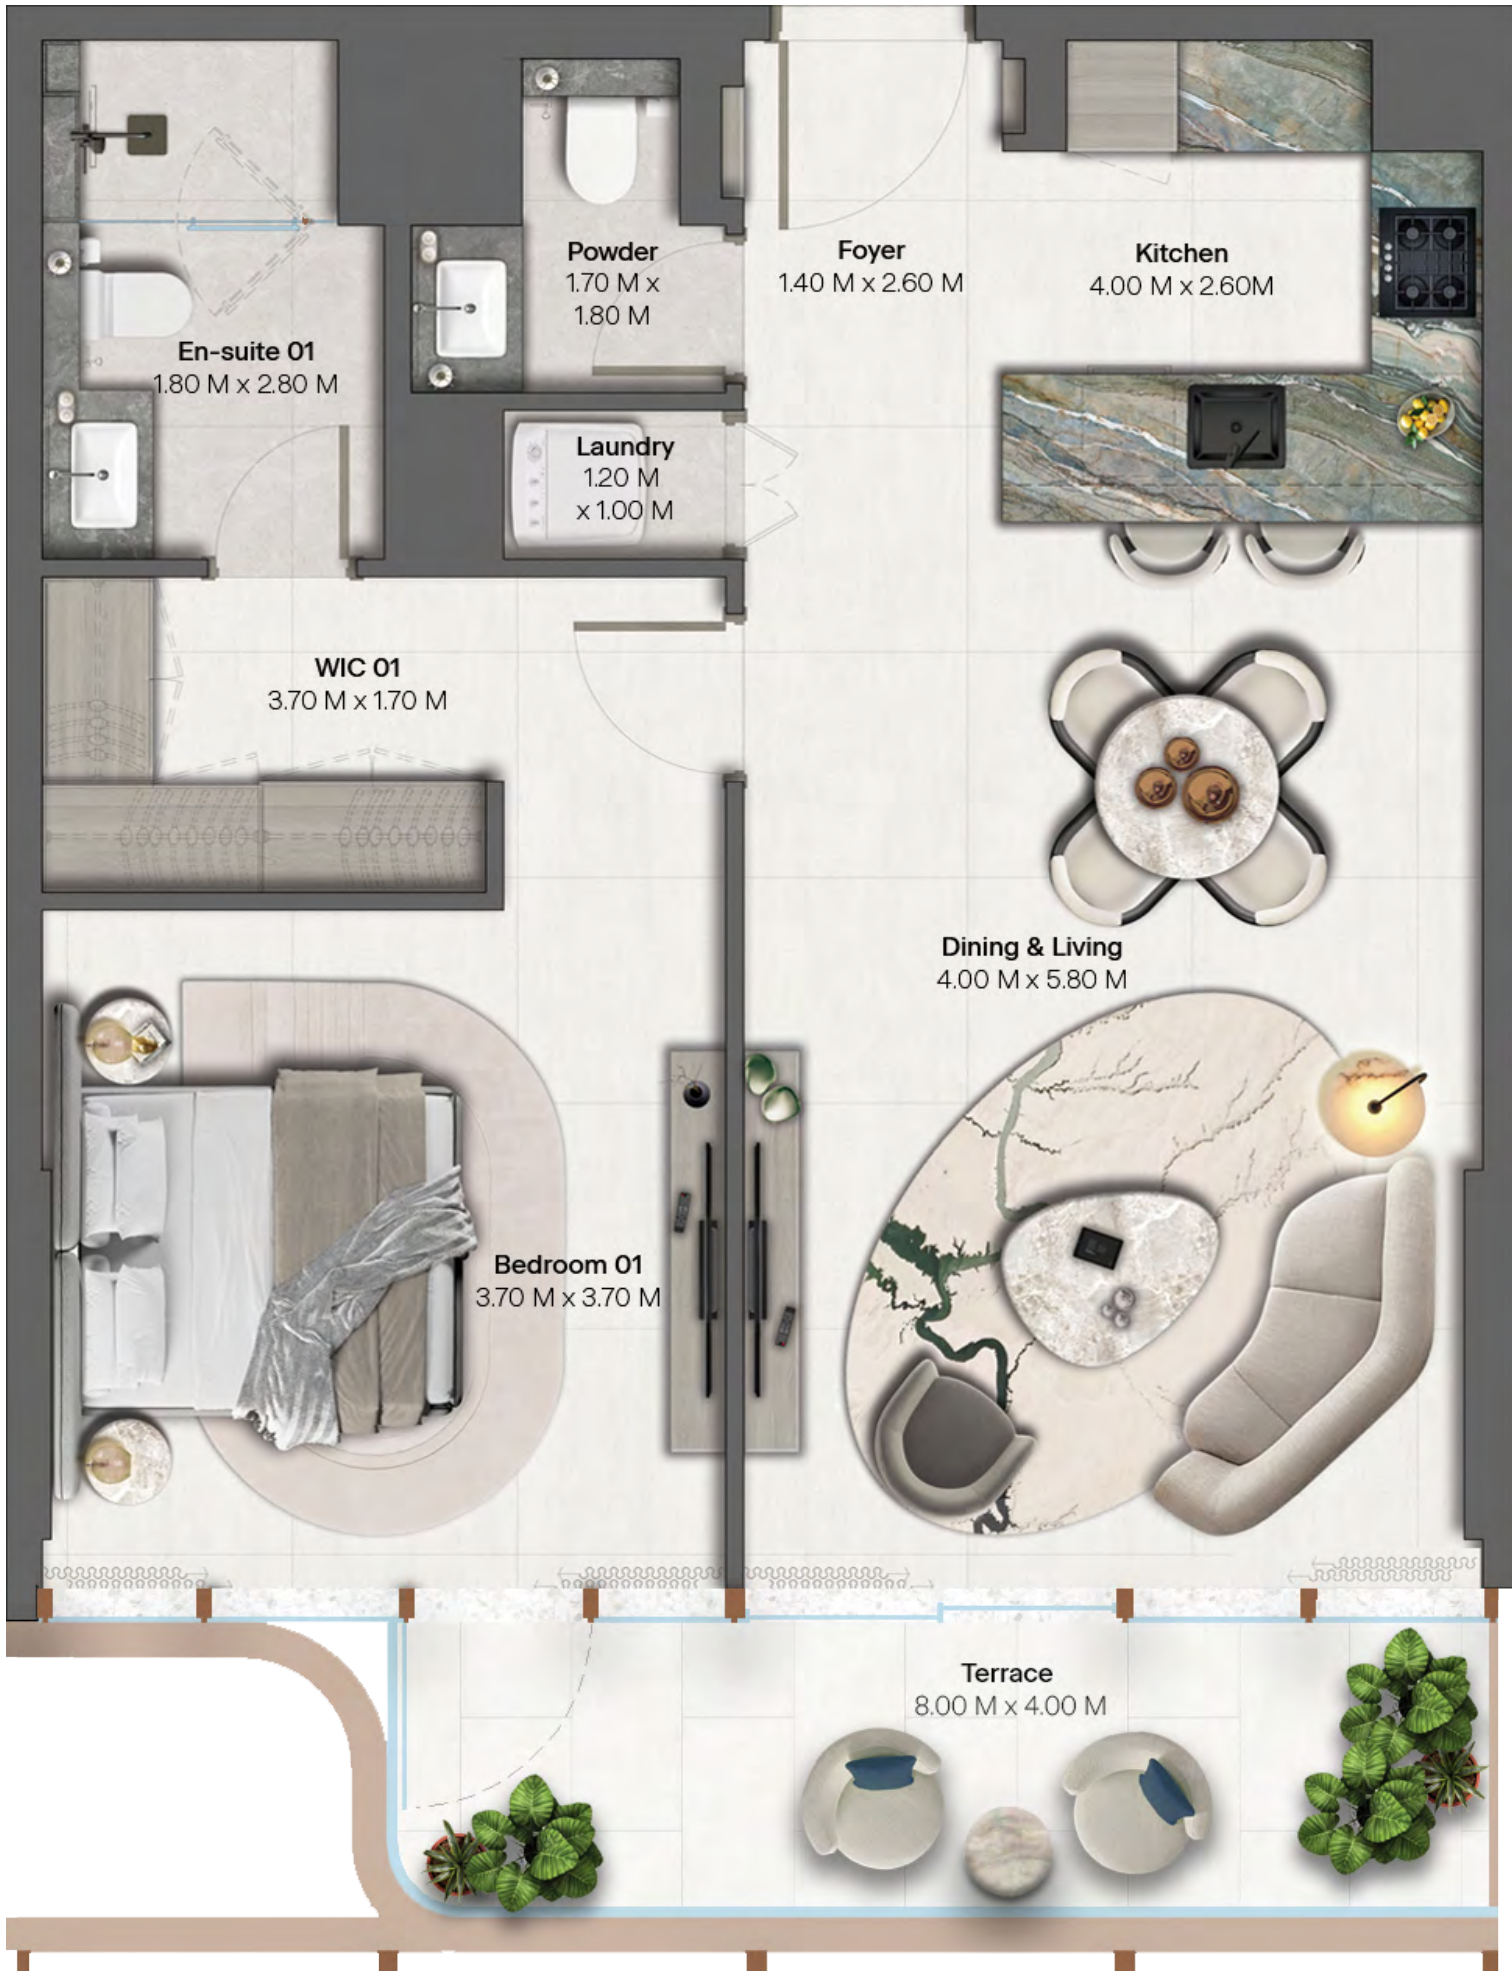 Powder
1.70 M x
1.80 M
Foyer
1.40 M x 2.60 M
Kitchen
4.00 M x 2.60M
En-suite 01
1.80 M x 2.80 M
Laundry
1.20 M
x 1.00 M
WIC 01
3.70 M x 1.70 M
Dining & Living
4.00 M x 5.80 M
Bedroom 01
3.70 M x 3.70 M
Terrace
8.00 M x 4.00 M